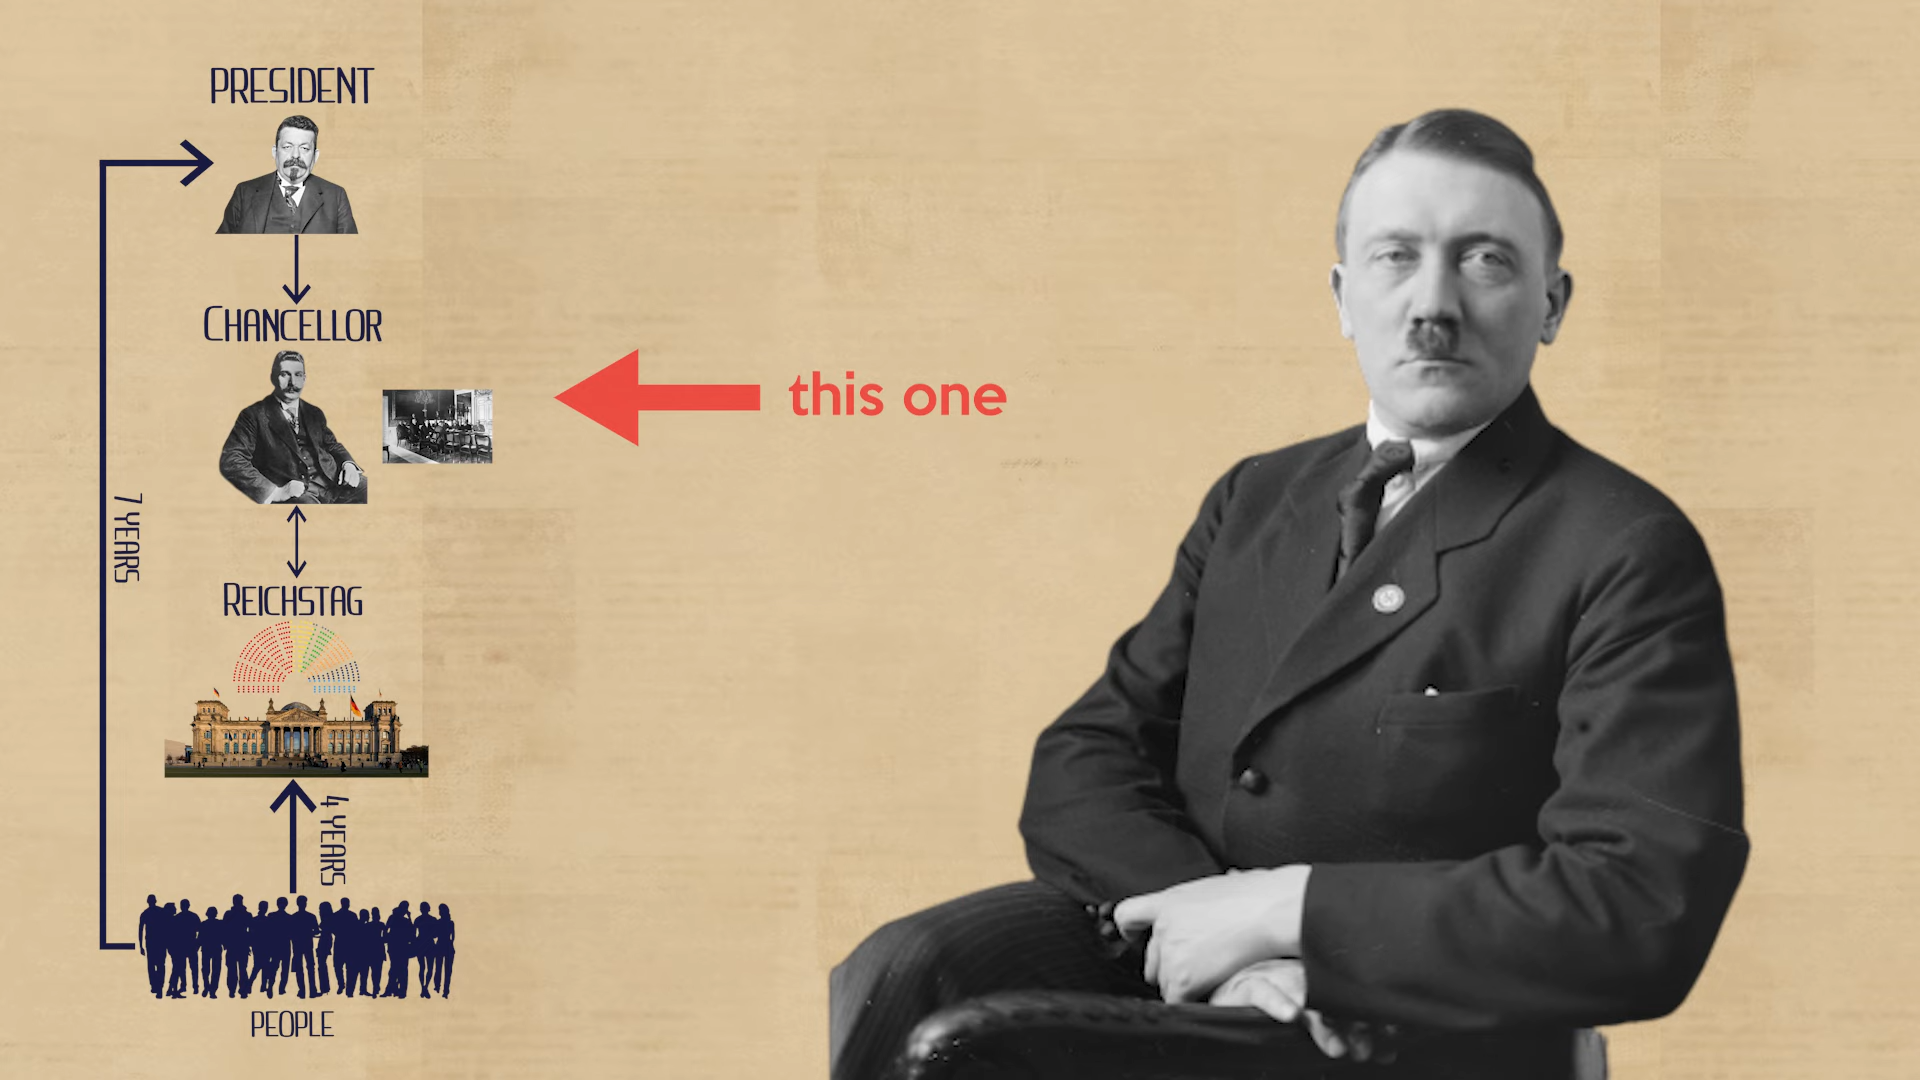 PRESIDENT
CHANCELLOR
this one
7 YEARS
REICHSTAG
4 YEARS
PEOPLE